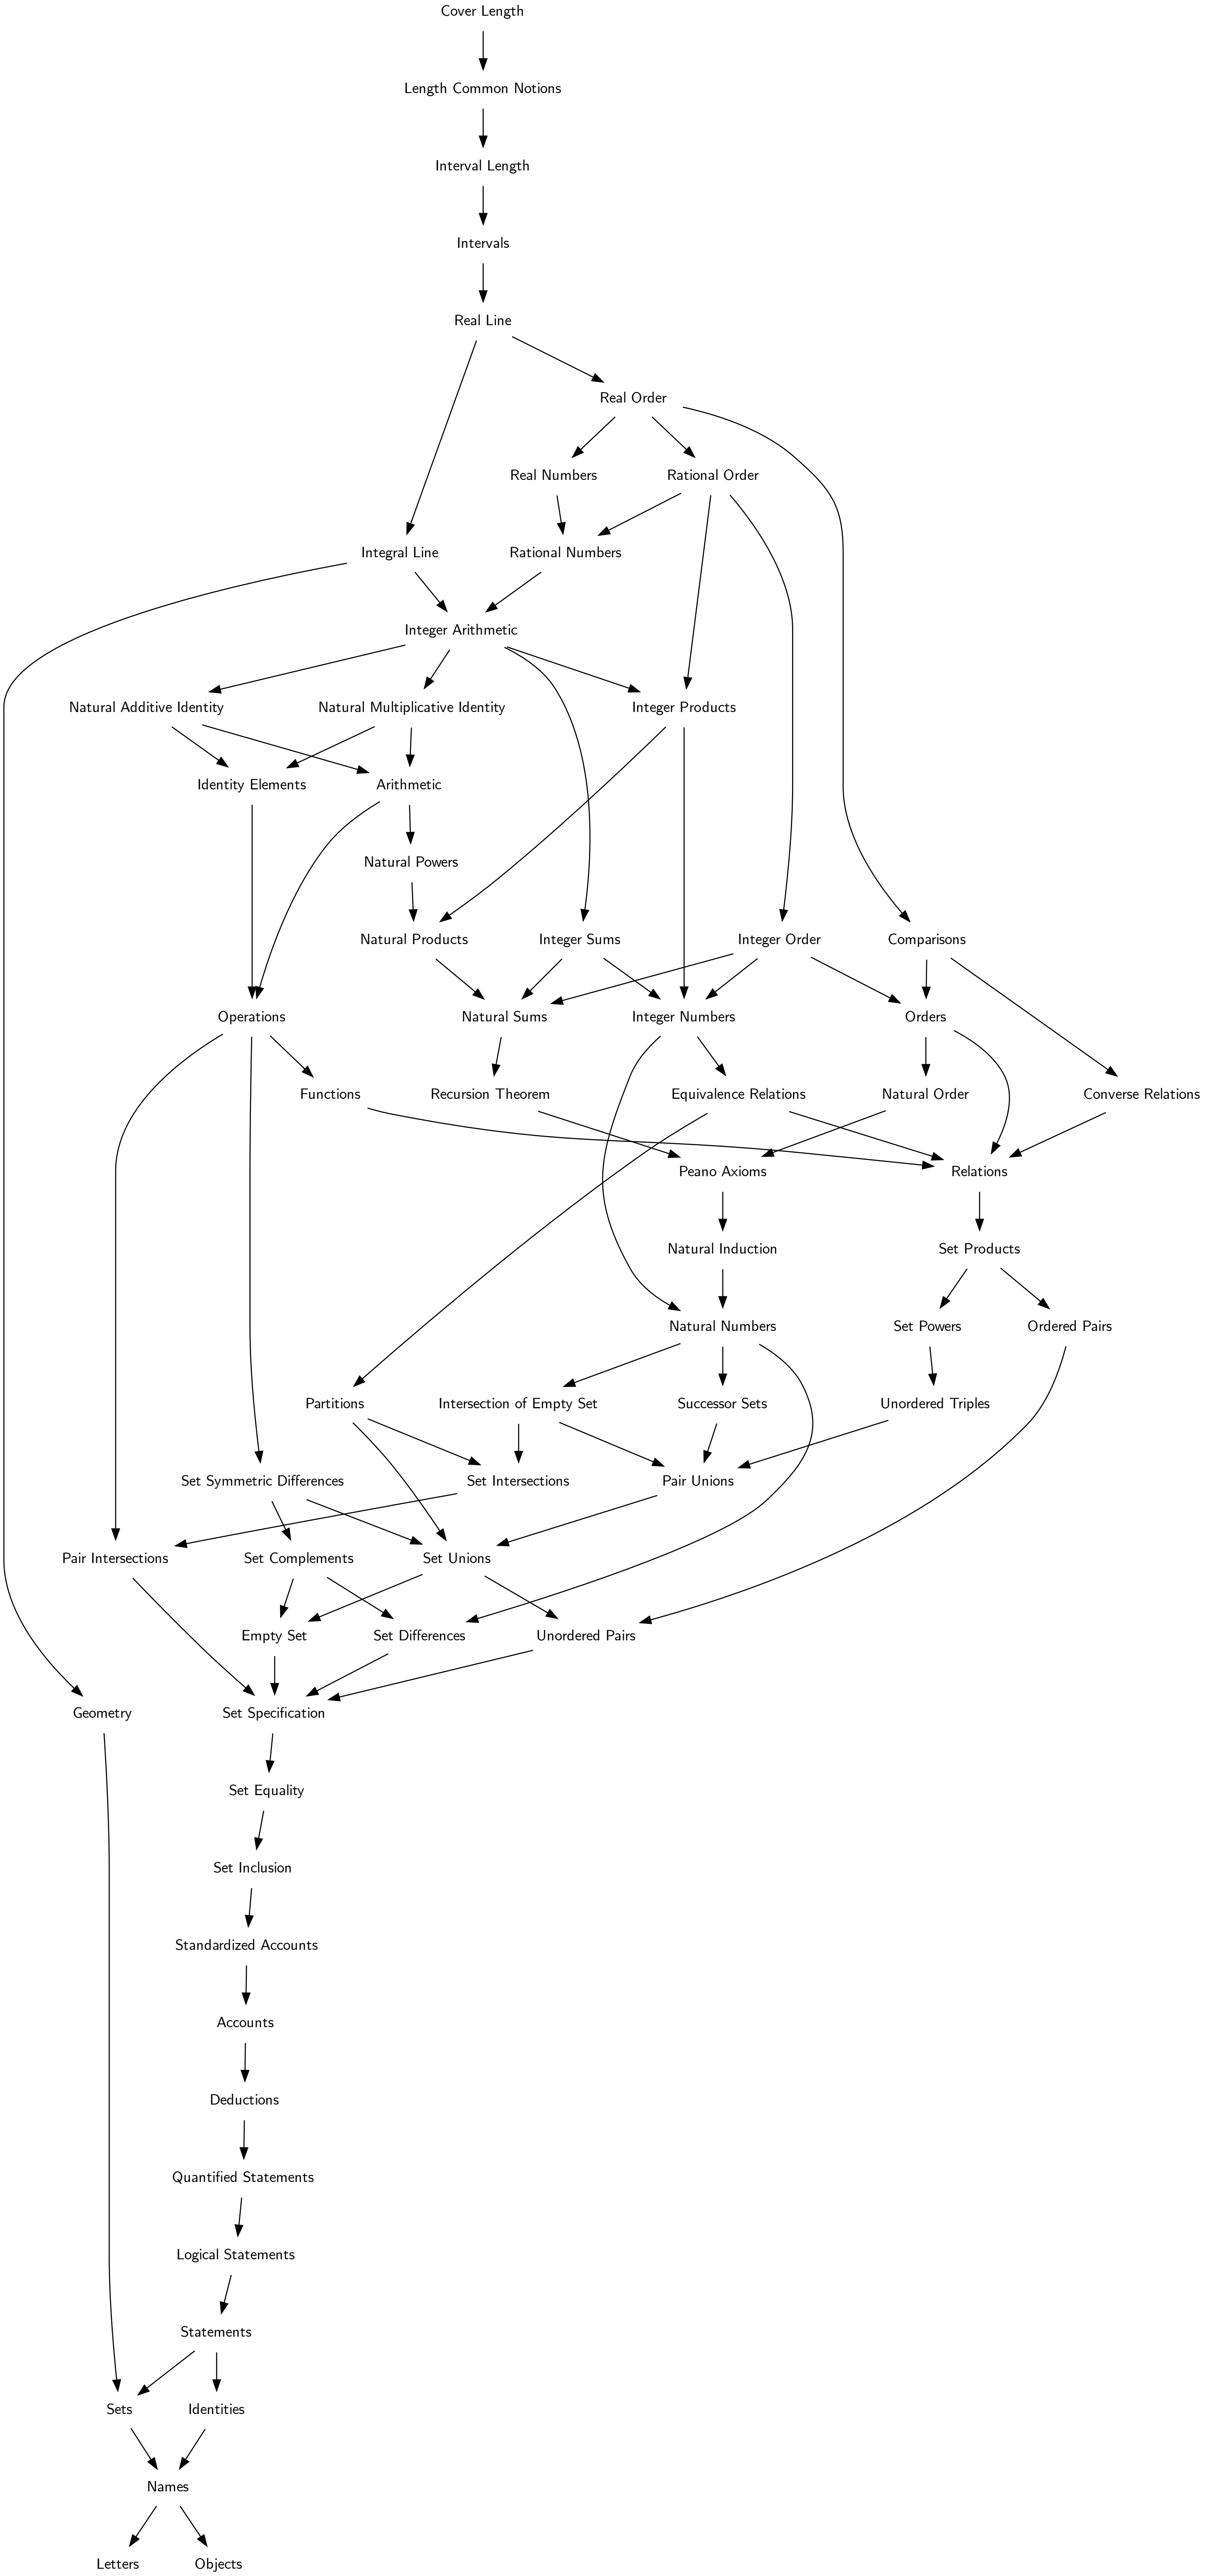 Cover Length
Length Common Notions
Interval Length
Intervals
Real Line
Real Order
Real Numbers
Rational Order
Integral Line
Rational Numbers
Integer Arithmetic
Natural Additive Identity
Natural Multiplicative Identity
Integer Products
Identity Elements
Arithmetic
Natural Powers
Natural Products
Integer Sums
Integer Order
Comparisons
Operations
Natural Sums
Integer Numbers
Orders
Functions
Recursion Theorem
Equivalence Relations
Natural Order
Converse Relations
Peano Axioms
Relations
Natural Induction
Set Products
Natural Numbers
Set Powers
Ordered Pairs
Partitions
Intersection of Empty Set
Successor Sets
Unordered Triples
Set Symmetric Differences
Set Intersections
Pair Unions
Pair Intersections
Set Complements
Set Unions
Empty Set
Set Differences
Unordered Pairs
Geometry
Set Specification
Set Equality
Set Inclusion
Standardized Accounts
Accounts
Deductions
Quantified Statements
Logical Statements
Statements
Sets
Identities
Names
Letters
Objects